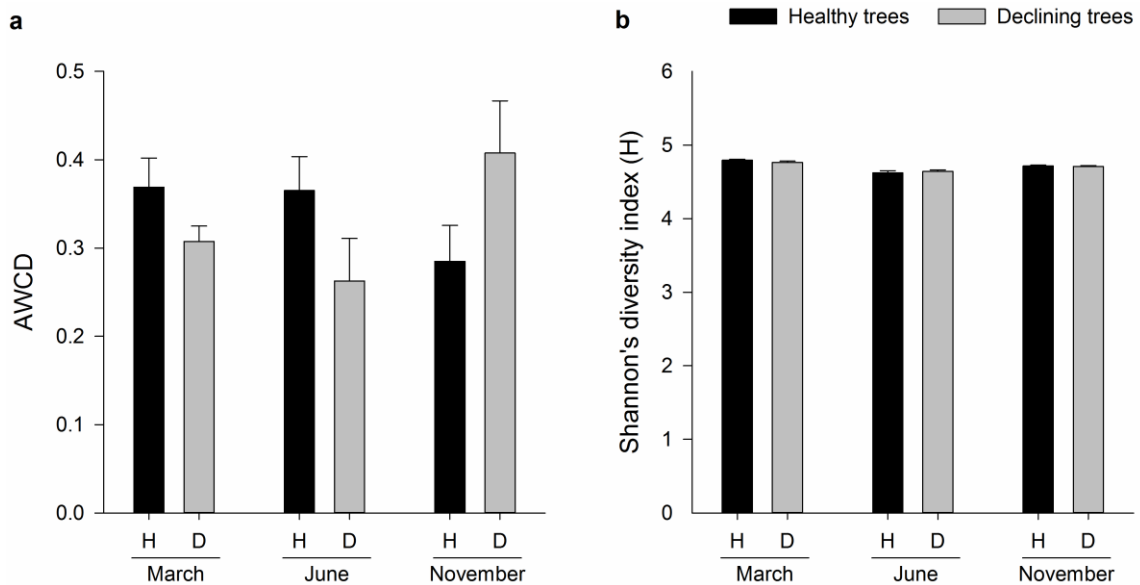 a
AWCD
0.5
0.4
0.3
0.2
0.1
0.0
H D H D H D
March June November
b
Healthy trees Declining trees
Shannon's diversity index (H)
6
5
4
3
2
1
0
H D H D H D
March June November